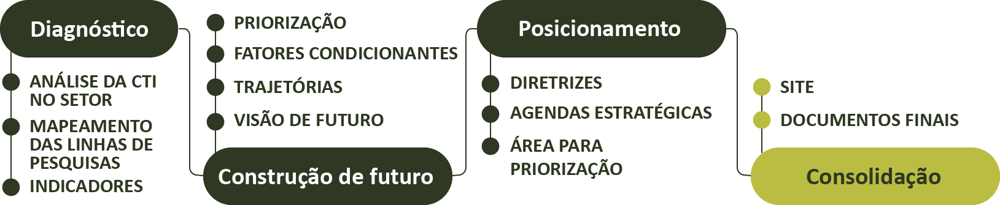 Diagnóstico
ANÁLISE DA CTI
NO SETOR
MAPEAMENTO
DAS LINHAS DE
PESQUISAS
INDICADORES
PRIORIZAÇÃO
FATORES CONDICIONANTES
TRAJETÓRIAS
VISÃO DE FUTURO
Construção de futuro
Posicionamento
DIRETRIZES
AGENDAS ESTRATÉGICAS
ÁREA PARA
PRIORIZAÇÃO
SITE
DOCUMENTOS FINAIS
Consolidação